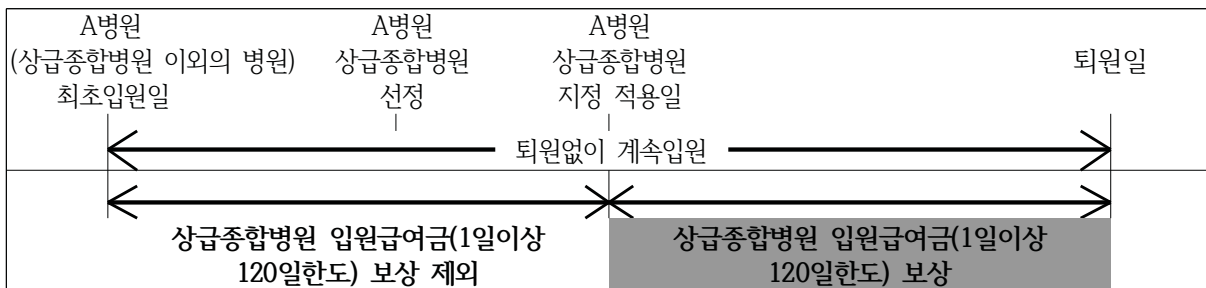 A병원
(상급종합병원 이외의 병원)
최초입원일
A병원
상급종합병원
선정
A병원
상급종합병원
지정 적용일
퇴원일
퇴원없이 계속입원
상급종합병원 입원급여금(1일이상
120일한도) 보상 제외
상급종합병원 입원급여금(1일이상
120일한도) 보상